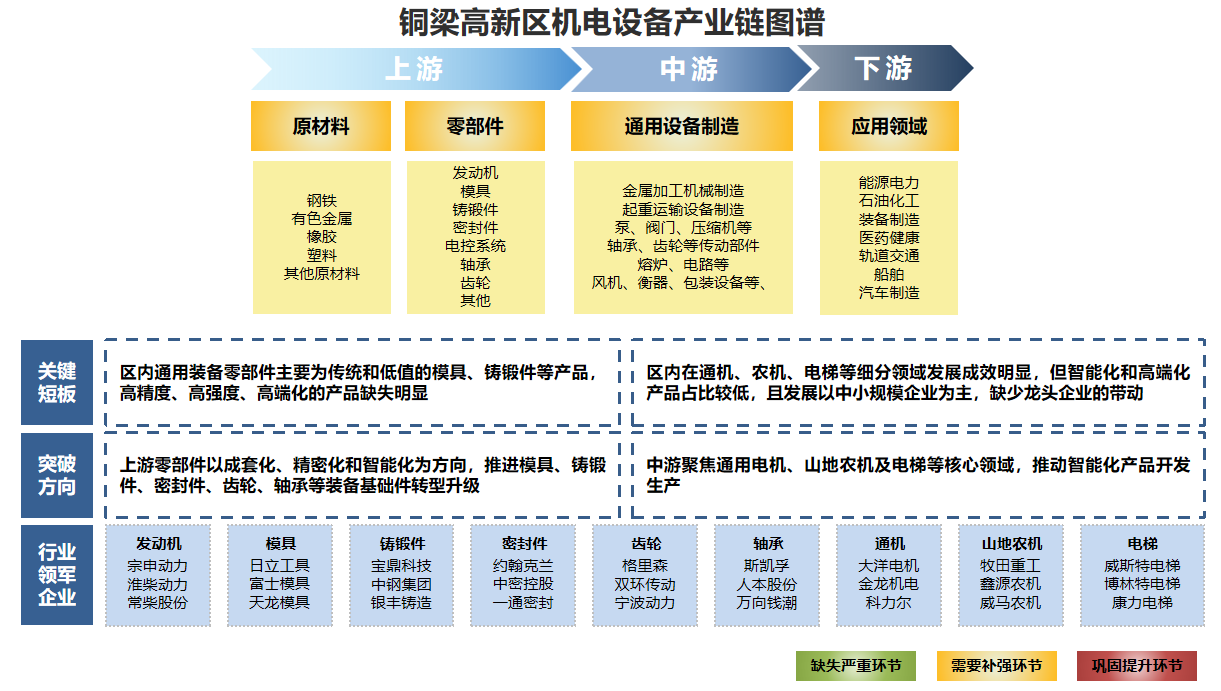 铜梁高新区机电设备产业链图谱
上游
中游
下游
原材料
零部件
通用设备制造
应用领域
钢铁
有色金属
橡胶
塑料
其他原材料
发动机
模具
铸锻件
密封件
电控系统
轴承
齿轮
其他
金属加工机械制造
起重运输设备制造
泵、阀门、压缩机等
轴承、齿轮等传动部件
熔炉、电路等
风机、衡器、包装设备等、
能源电力
石油化工
装备制造
医药健康
轨道交通
船舶
汽车制造
关键
短板
区内通用装备零部件主要为传统和低值的模具、铸锻件等产品，
高精度、高强度、高端化的产品缺失明显
区内在通机、农机、电梯等细分领域发展成效明显，但智能化和高端化
产品占比较低，且发展以中小规模企业为主，缺少龙头企业的带动
突破
方向
上游零部件以成套化、精密化和智能化为方向，推进模具、铸锻
件、密封件、齿轮、轴承等装备基础件转型升级
中游聚焦通用电机、山地农机及电梯等核心领域，推动智能化产品开发
生产
行业
领军
企业
发动机
宗申动力
淮柴动力
常柴股份
模具
日立工具
富士模具
天龙模具
铸锻件
宝鼎科技
中钢集团
银丰铸造
密封件
约翰克兰
中密控股
一通密封
齿轮
格里森
双环传动
宁波动力
轴承
斯凯孚
人本股份
万向钱潮
通机
大洋电机
金龙机电
科力尔
山地农机
牧田重工
鑫源农机
威马农机
电梯
威斯特电梯
博林特电梯
康力电梯
缺失严重环节
需要补强环节
巩固提升环节